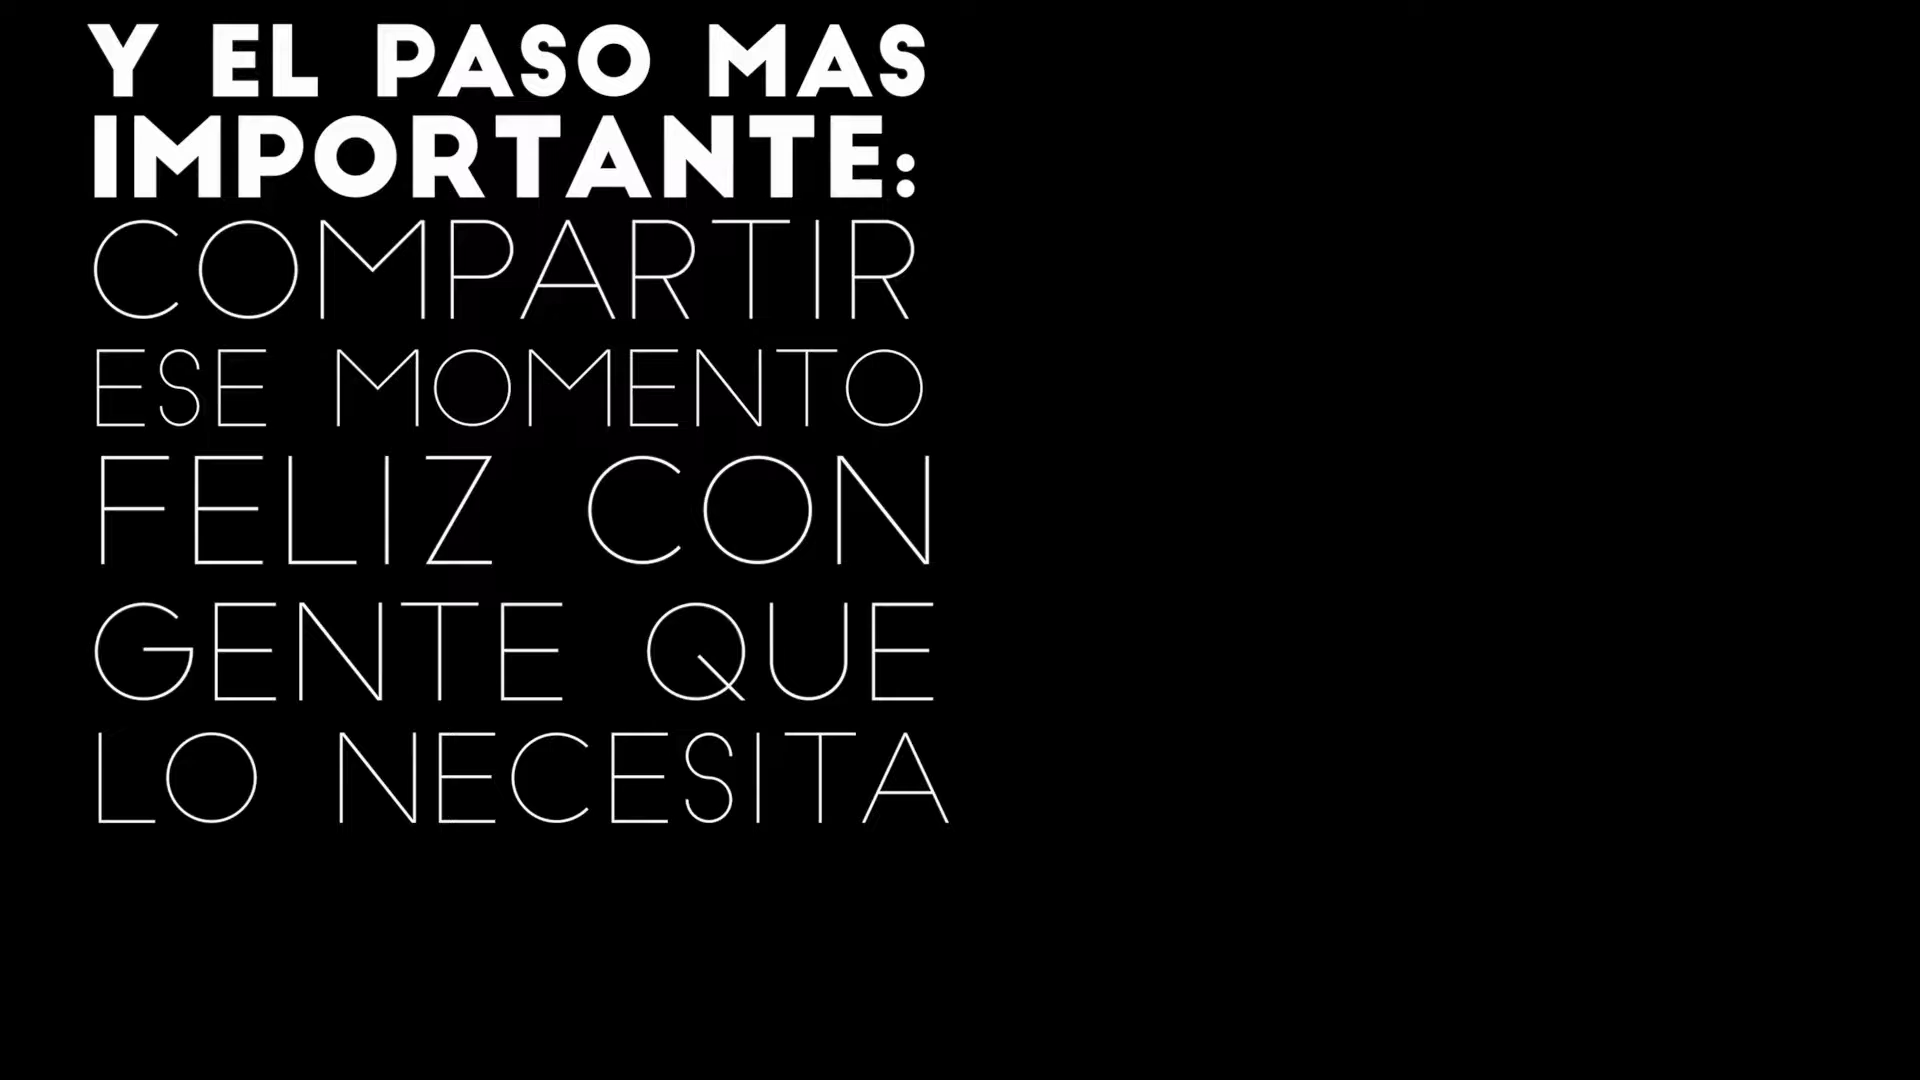 Y EL PASO MAS
IMPORTANTE:
COMPARTIR
ESE MOMENTO
FELIZ CON
GENTE QUE
LO NECESITA